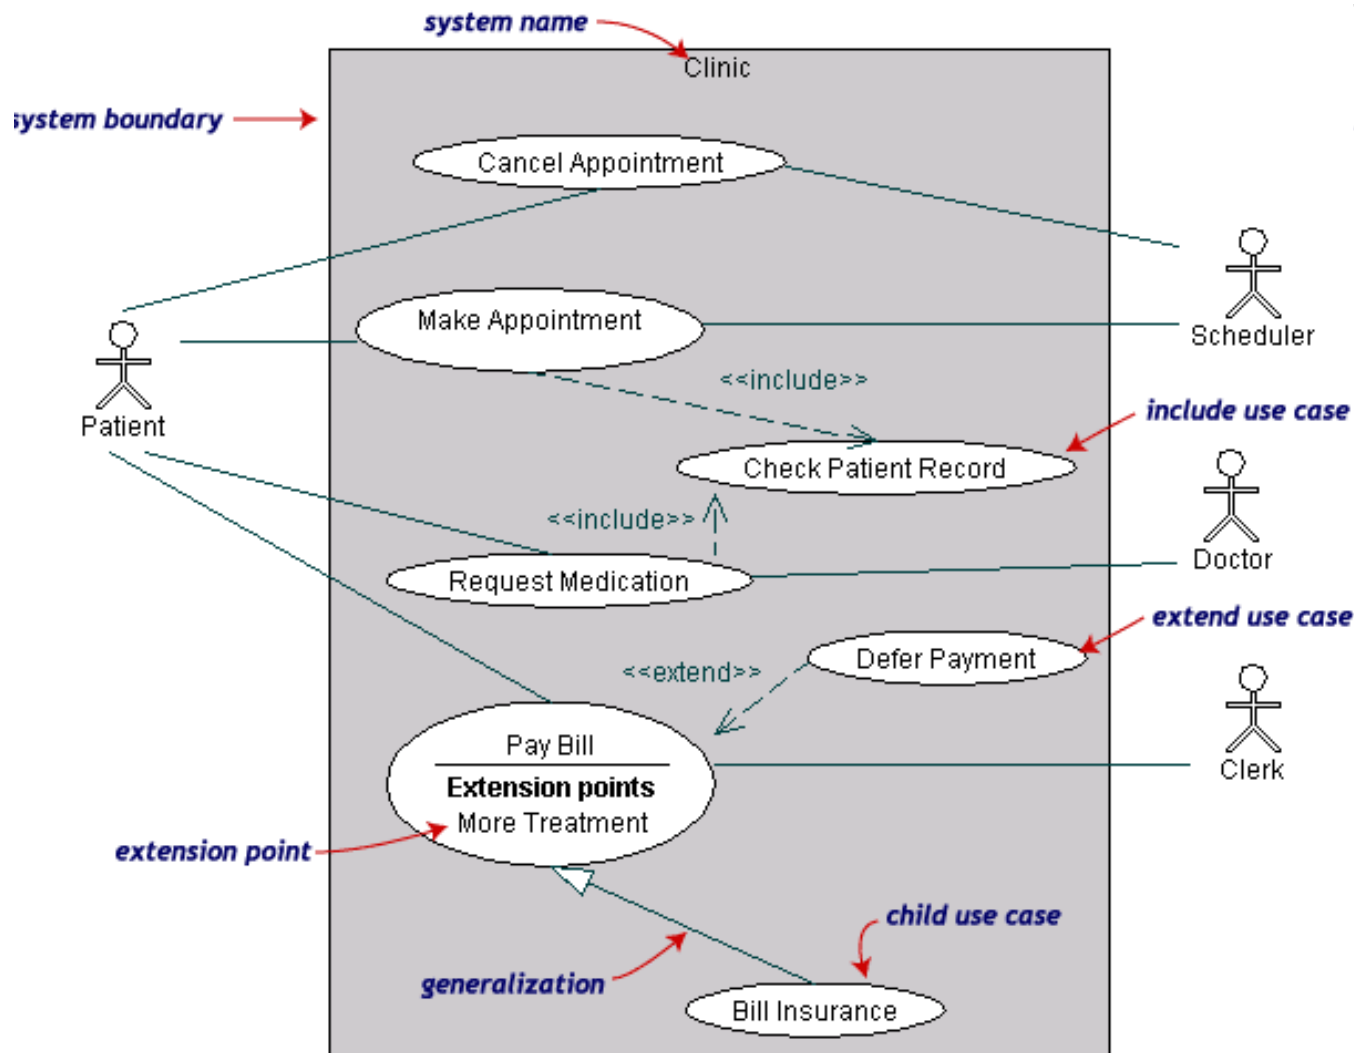 system name
Clinic
system boundary
Cancel Appointment
Make Appointment
Scheduler
<<include>>
Patient
include use case
Check Patient Record
<<include>>
Doctor
Request Medication
extend use case
Defer Payment
<<extend>>
Pay Bill
Clerk
Extension points
More Treatment
extension point
child use case
generalization
Bill Insurance